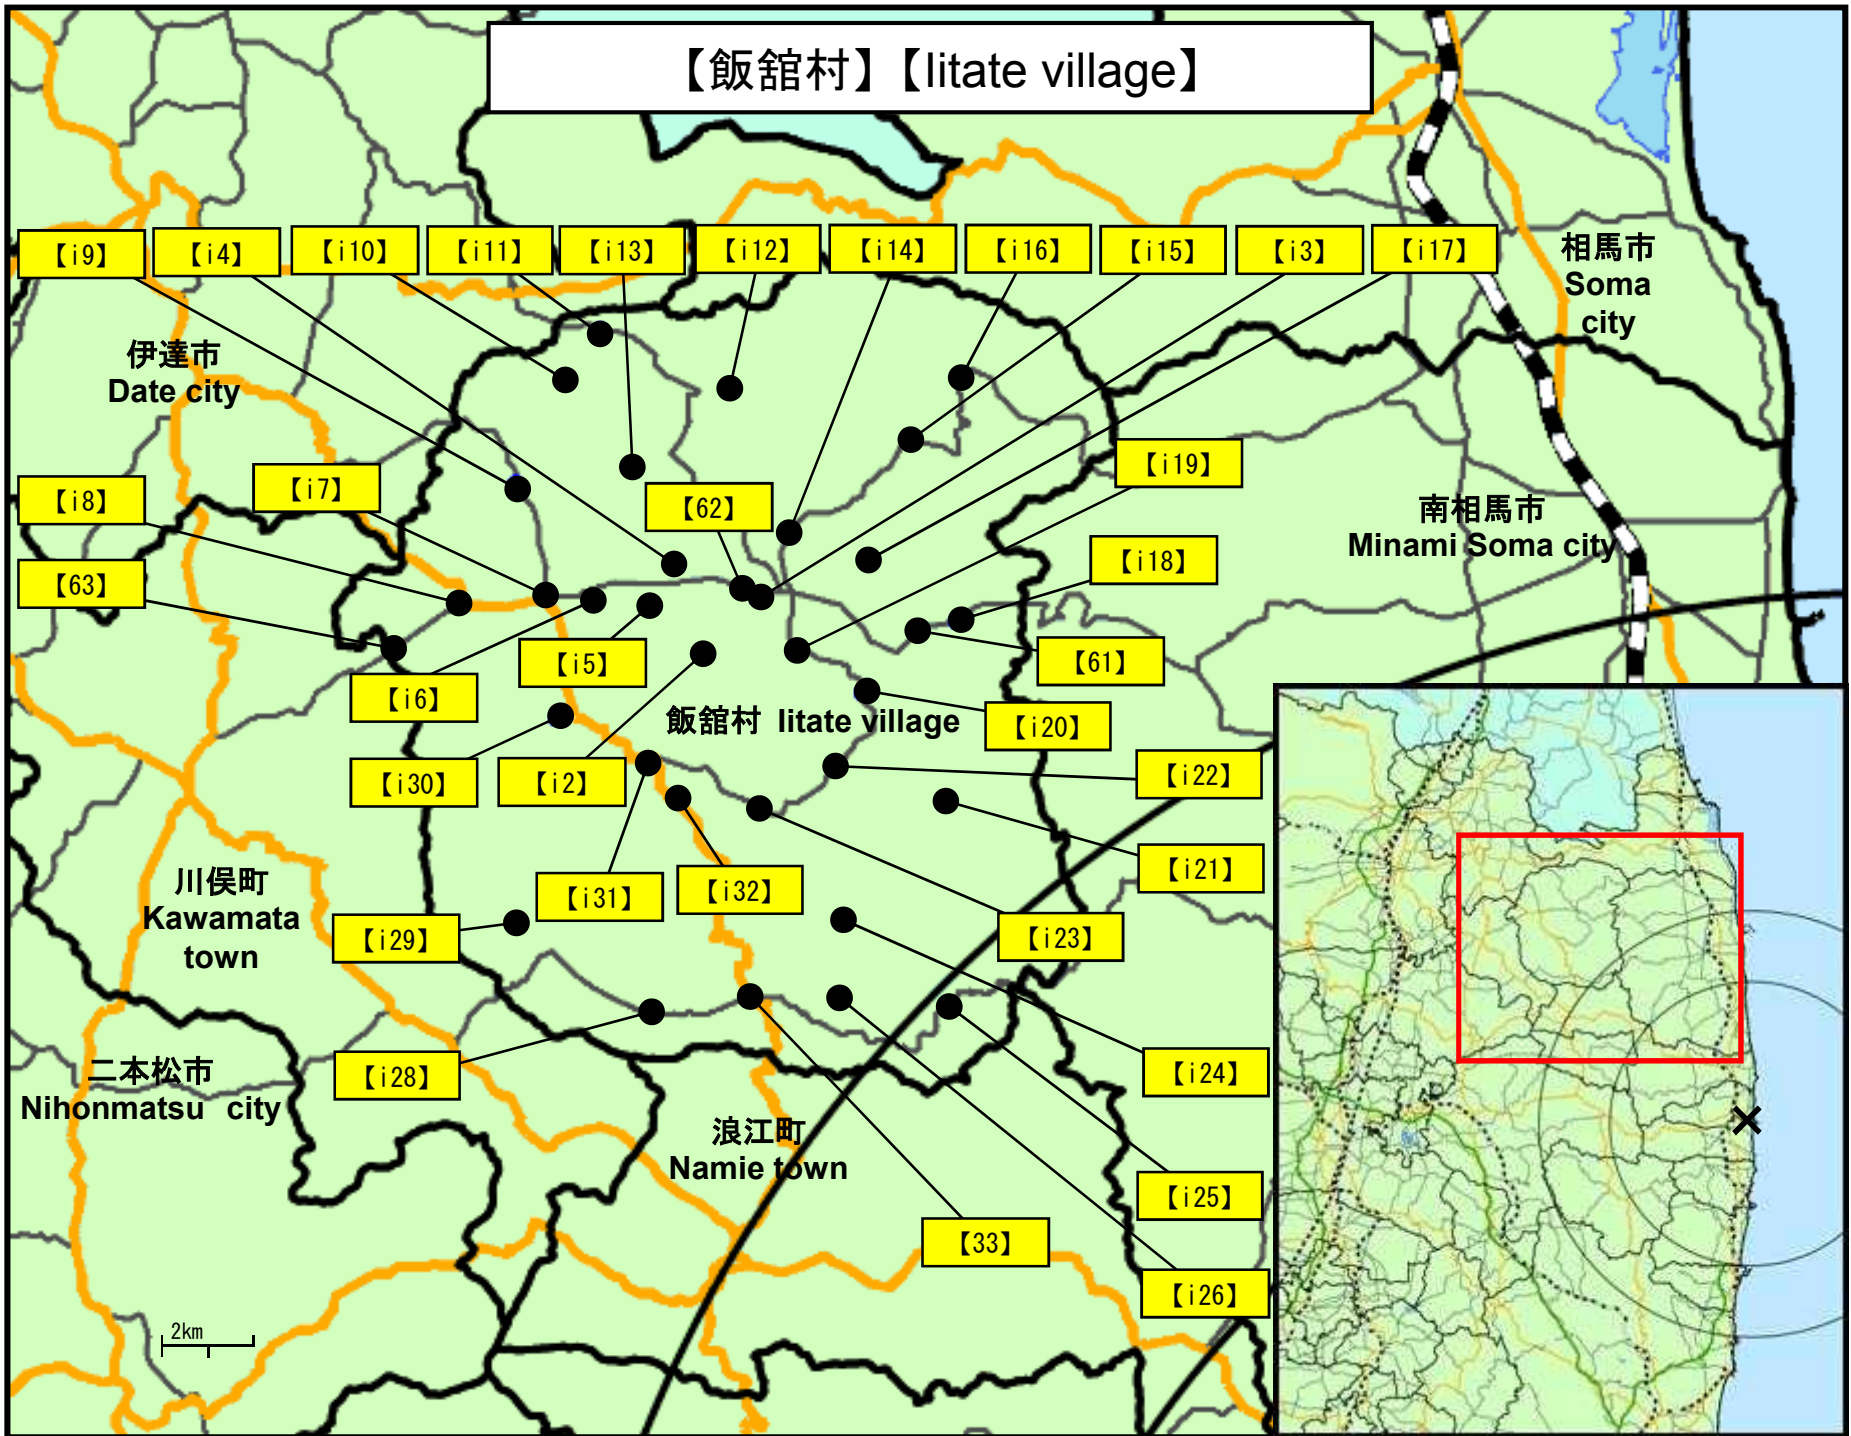 【飯舘村】【Iitate village】
【i9】
【i4】
【i10】
【i11】
【i13】
【i12】
【i14】
【i16】
【i15】
【i3】
【i17】
相馬市
Soma
city
伊達市
Date city
【i19】
【i7】
【i8】
【62】
南相馬市
Minami Soma city
【i18】
【63】
【i5】
【61】
【i6】
飯舘村 Iitate village
【i20】
【i30】
【i2】
【i22】
【i21】
川俣町
Kawamata
town
【i31】
【i32】
【i29】
【i23】
【i28】
【i24】
二本松市
Nihonmatsu city
浪江町
Namie town
【i25】
【33】
【i26】
2km